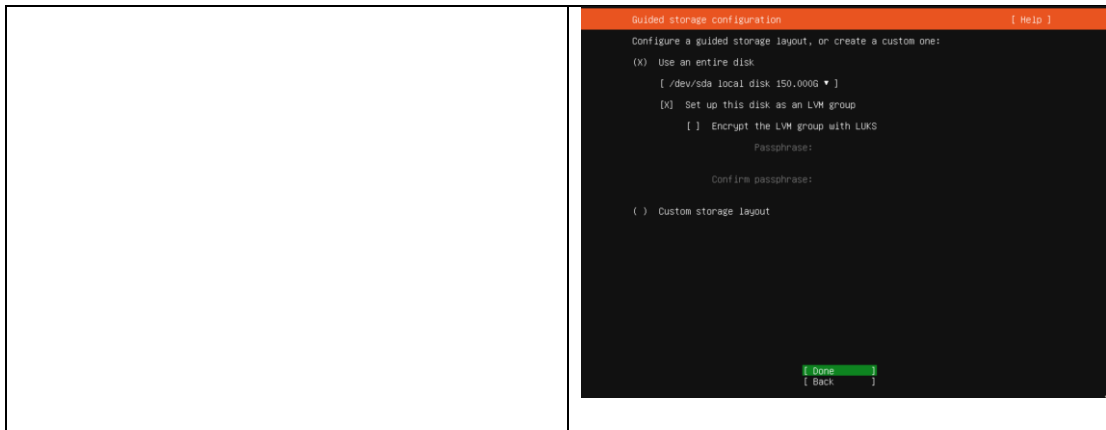 Guided storage configuration [ Help ]
Configure a guided storage layout, or create a custom one:
(X) Use an entire disk
[ /dev/sda local disk 150.000G ▾ ]
[X] Set up this disk as an LVM group
[ ] Encrypt the LVM group with LUKS
Passphrase:
Confirm passphrase:
( ) Custom storage layout
[ Done ]
[ Back ]